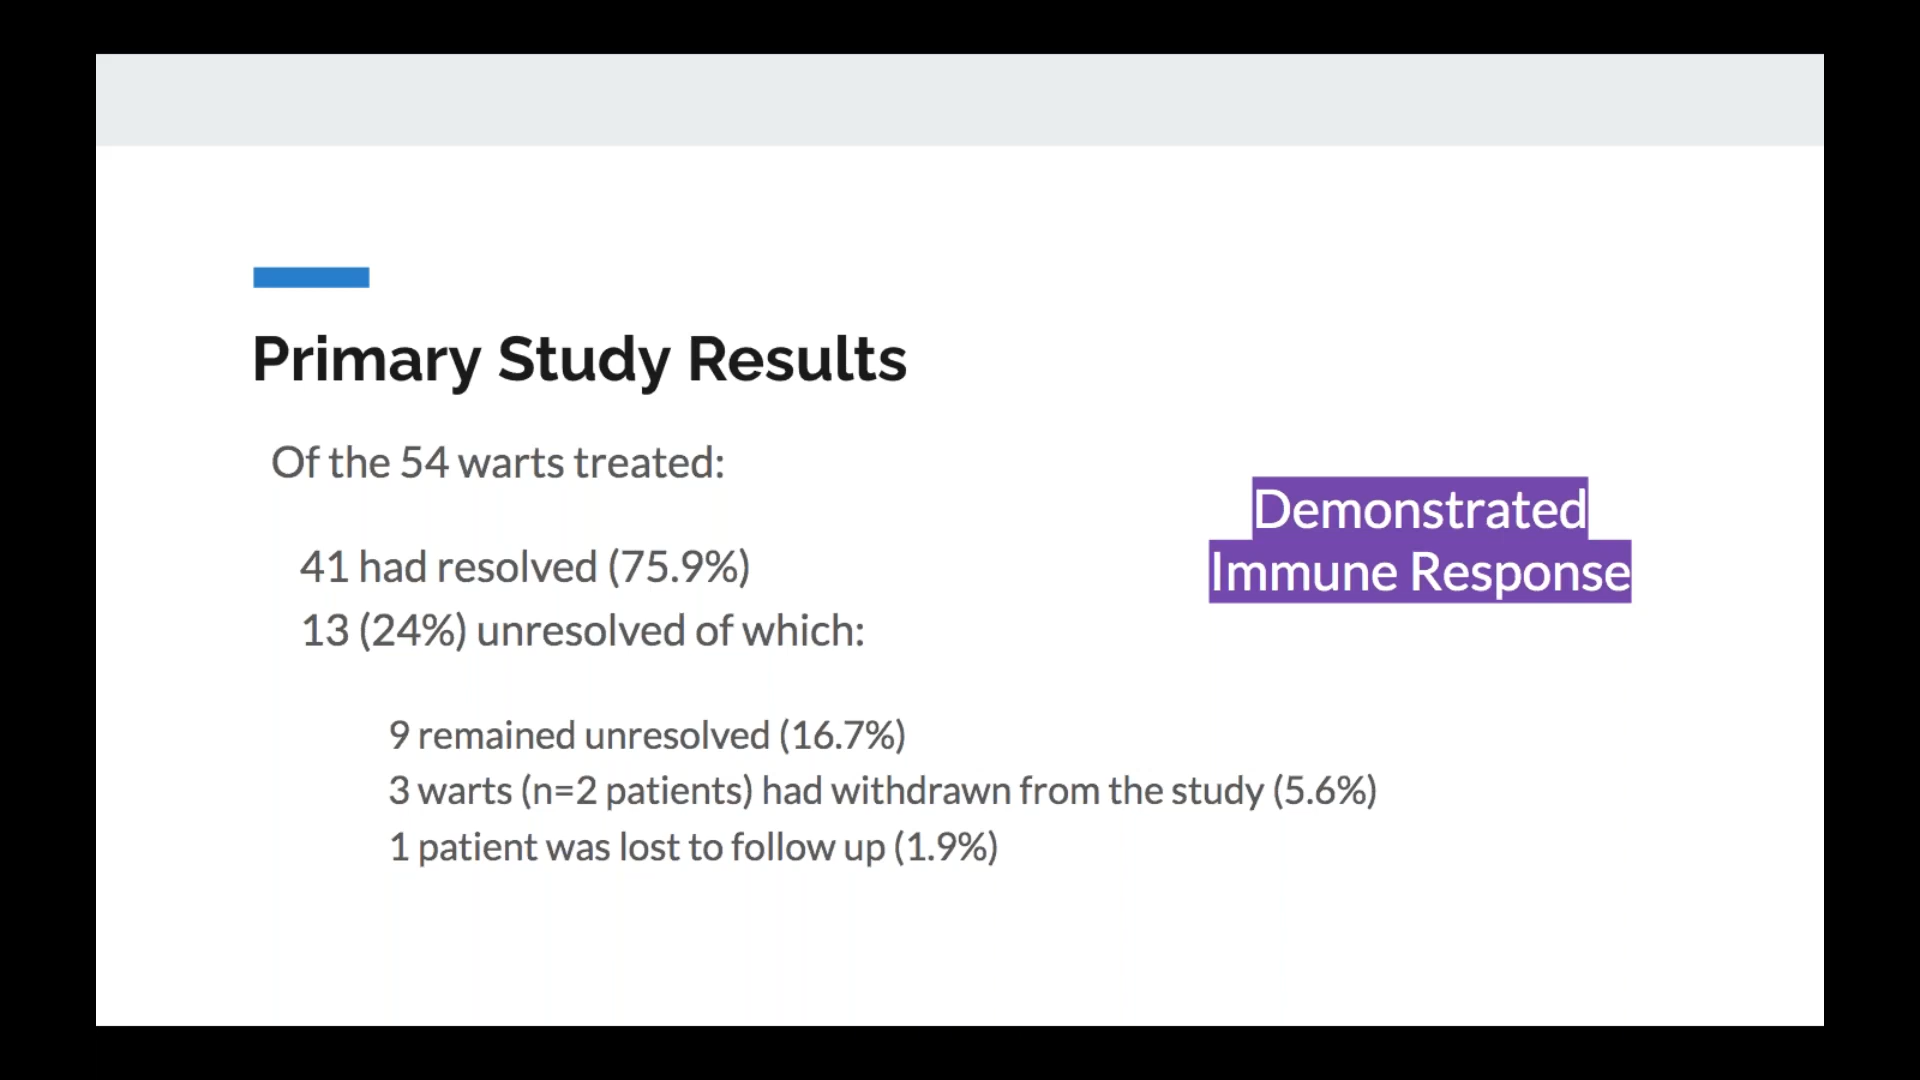 Primary Study Results
Of the 54 warts treated:
41 had resolved (75.9%)
13 (24%) unresolved of which:
9 remained unresolved (16.7%)
3 warts (n=2 patients) had withdrawn from the study (5.6%)
1 patient was lost to follow up (1.9%)
Demonstrated
Immune Response